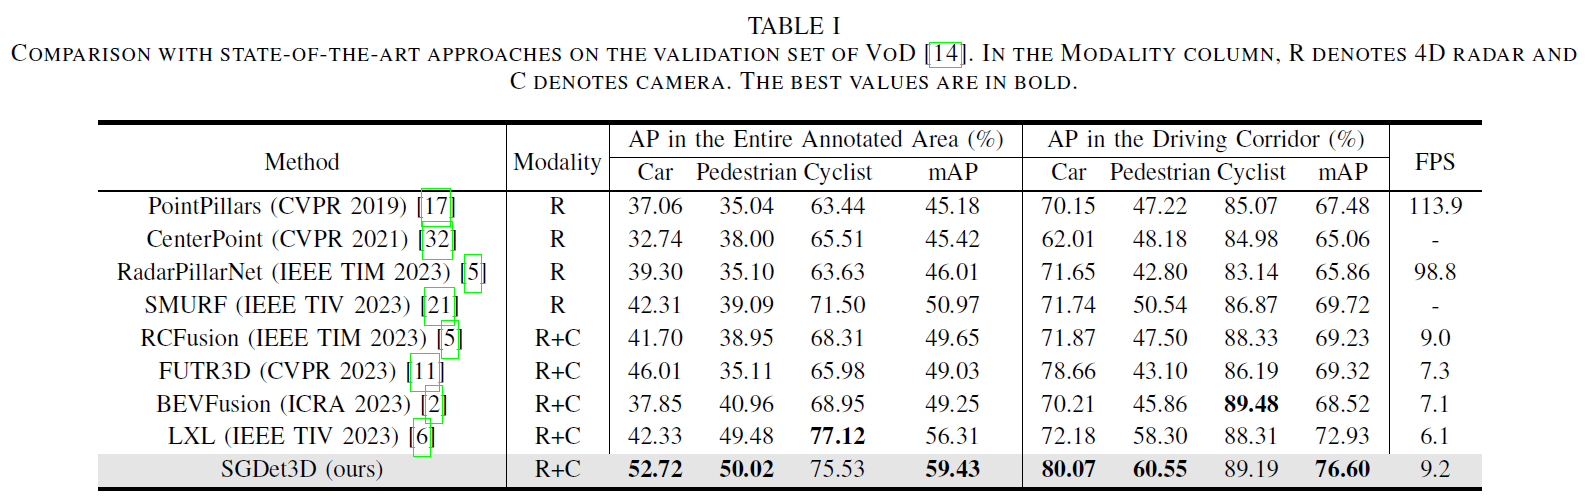 TABLE I
COMPARISON WITH STATE-OF-THE-ART APPROACHES ON THE VALIDATION SET OF VOD [14]. IN THE MODALITY COLUMN, R DENOTES 4D RADAR AND
C DENOTES CAMERA. THE BEST VALUES ARE IN BOLD.
Method Modality AP in the Entire Annotated Area (%) AP in the Driving Corridor (%) FPS
Car Pedestrian Cyclist mAP Car Pedestrian Cyclist mAP
PointPillars (CVPR 2019) [17] R 37.06 35.04 63.44 45.18 70.15 47.22 85.07 67.48 113.9
CenterPoint (CVPR 2021) [32] R 32.74 38.00 65.51 45.42 62.01 48.18 84.98 65.06 -
RadarPillarNet (IEEE TIM 2023) [5] R 39.30 35.10 63.63 46.01 71.65 42.80 83.14 65.86 98.8
SMURF (IEEE TIV 2023) [21] R 42.31 39.09 71.50 50.97 71.74 50.54 86.87 69.72 -
RCFusion (IEEE TIM 2023) [5] R+C 41.70 38.95 68.31 49.65 71.87 47.50 88.33 69.23 9.0
FUTR3D (CVPR 2023) [11] R+C 46.01 35.11 65.98 49.03 78.66 43.10 86.19 69.32 7.3
BEVFusion (ICRA 2023) [2] R+C 37.85 40.96 68.95 49.25 70.21 45.86 89.48 68.52 7.1
LXL (IEEE TIV 2023) [6] R+C 42.33 49.48 77.12 56.31 72.18 58.30 88.31 72.93 6.1
SGDet3D (ours) R+C 52.72 50.02 75.53 59.43 80.07 60.55 89.19 76.60 9.2